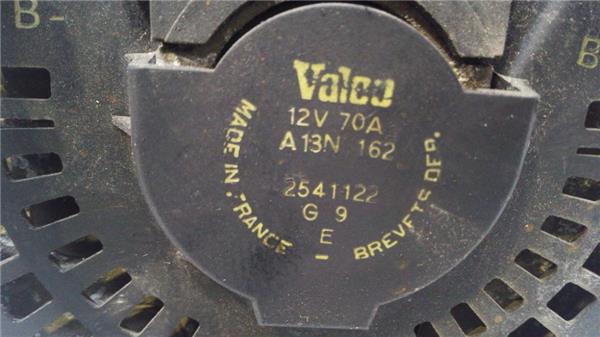 B-
B
Valeo
12V 70A
A13N 162
2541122
G 9
E
MADE IN FRANCE - BREVETS DEP.